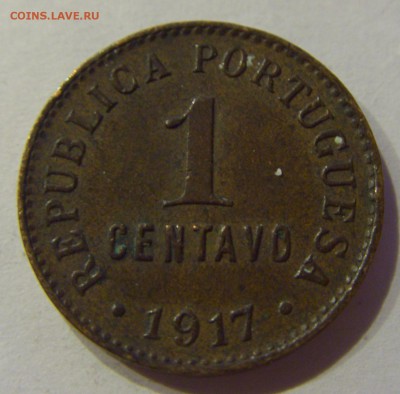 COINS.LAVE.RU
REPUBLICA PORTUGUESA
1
CENTAVO
• 1917 •